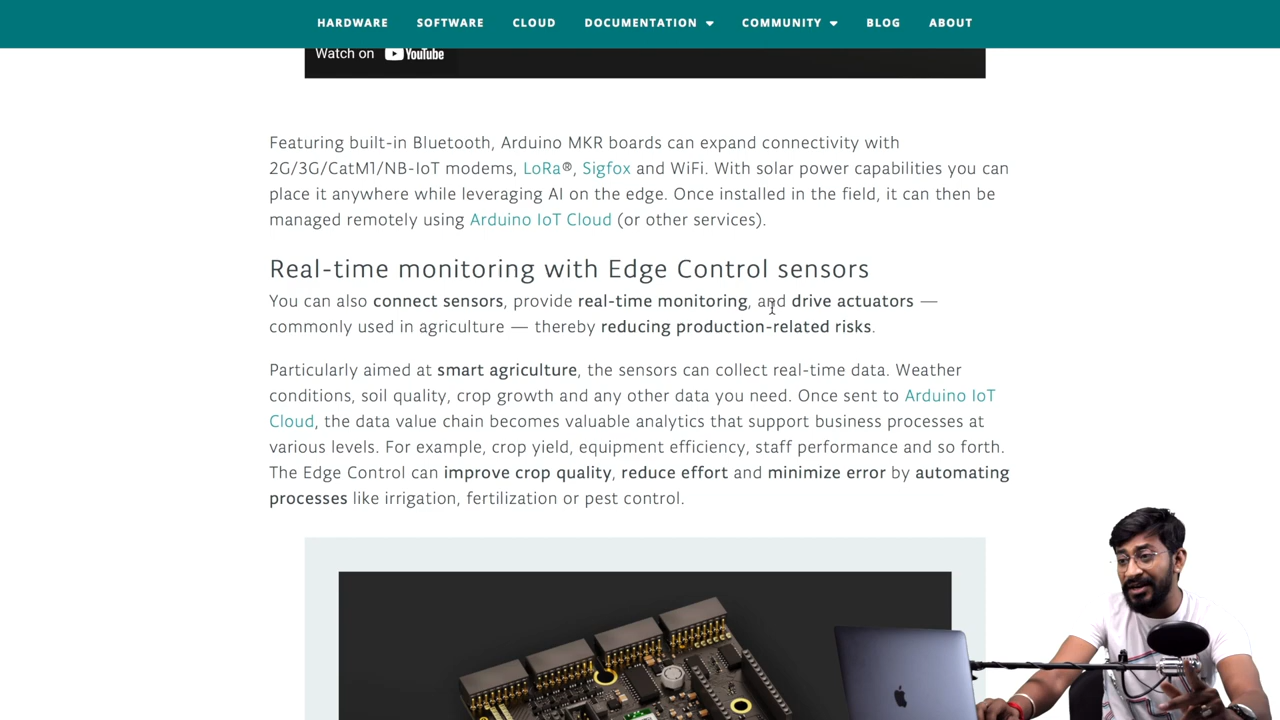 HARDWARE SOFTWARE CLOUD DOCUMENTATION COMMUNITY BLOG ABOUT
Watch on YouTube
Featuring built-in Bluetooth, Arduino MKR boards can expand connectivity with
2G/3G/CatM1/NB-IoT modems, LoRa®, Sigfox and WiFi. With solar power capabilities you can
place it anywhere while leveraging AI on the edge. Once installed in the field, it can then be
managed remotely using Arduino IoT Cloud (or other services).
Real-time monitoring with Edge Control sensors
You can also connect sensors, provide real-time monitoring, and drive actuators —
commonly used in agriculture — thereby reducing production-related risks.
Particularly aimed at smart agriculture, the sensors can collect real-time data. Weather
conditions, soil quality, crop growth and any other data you need. Once sent to Arduino IoT
Cloud, the data value chain becomes valuable analytics that support business processes at
various levels. For example, crop yield, equipment efficiency, staff performance and so forth.
The Edge Control can improve crop quality, reduce effort and minimize error by automating
processes like irrigation, fertilization or pest control.